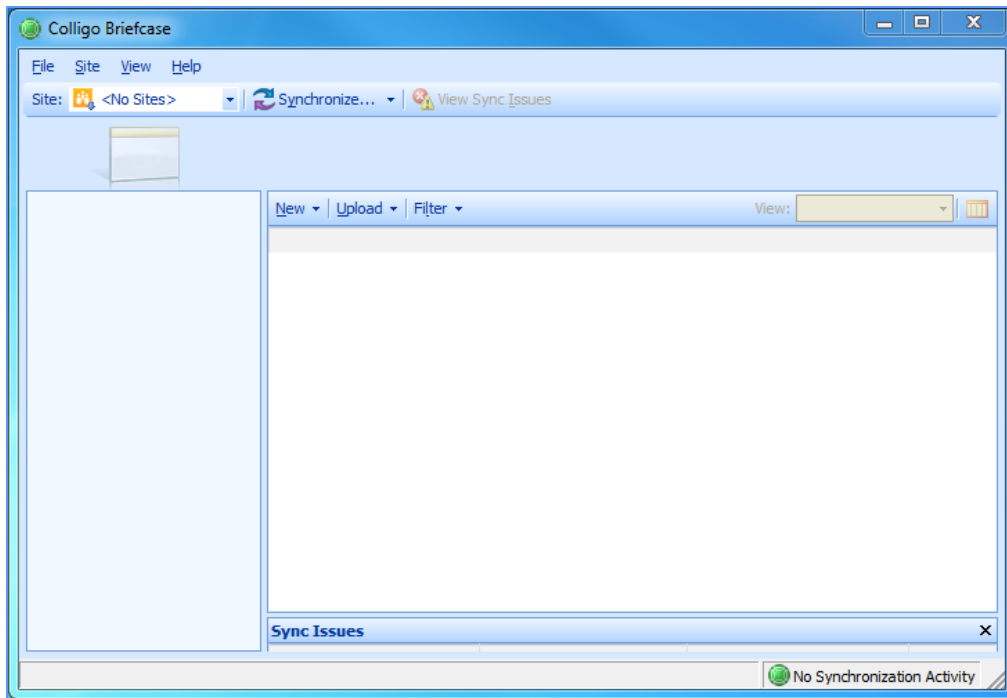 Colligo Briefcase
File Site View Help
Site: <No Sites> Synchronize... View Sync Issues
New Upload Filter View:
Sync Issues
No Synchronization Activity